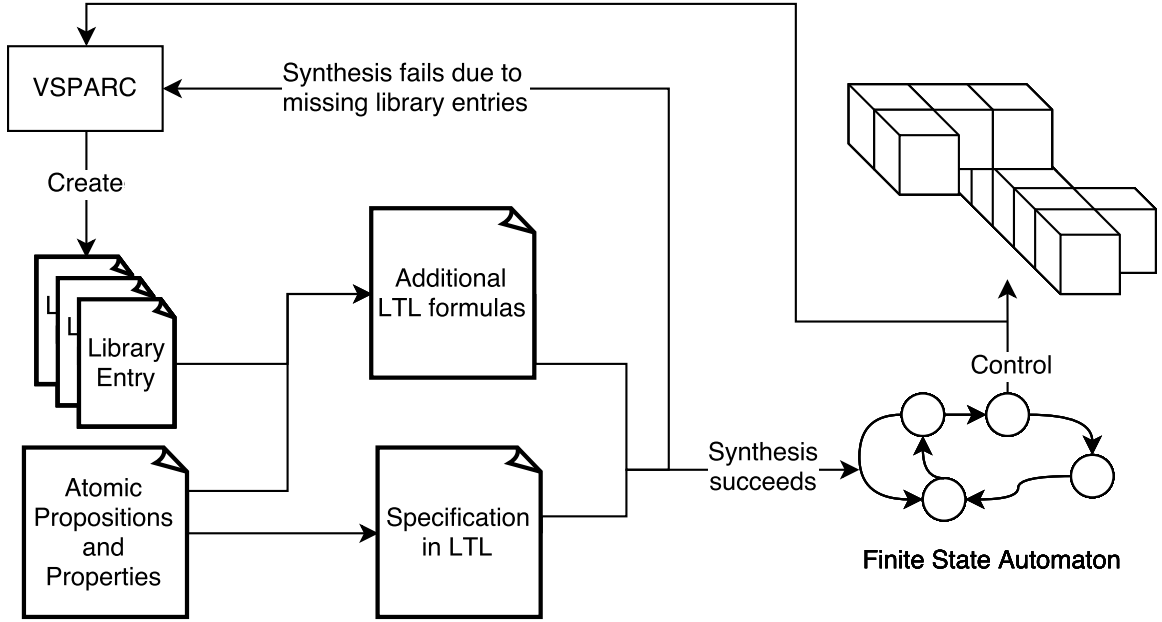 VSPARC
Synthesis fails due to
missing library entries
Create
L
L
Library
Entry
Additional
LTL formulas
Atomic
Propositions
and
Properties
Specification
in LTL
Synthesis
succeeds
Control
Finite State Automaton